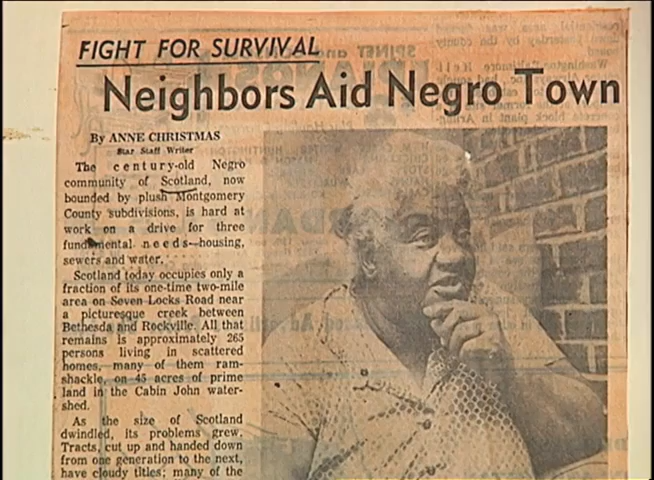 FIGHT FOR SURVIVAL
Neighbors Aid Negro Town
By ANNE CHRISTMAS
Star Staff Writer
The century-old Negro
community of Scotland, now
bounded by plush Montgomery
County subdivisions, is hard at
work on a drive for three
fundamental needs—housing,
sewers and water.
Scotland today occupies only a
fraction of its one-time two-mile
area on Seven Locks Road near
a picturesque creek between
Bethesda and Rockville. All that
remains is approximately 265
persons living in scattered
homes, many of them ram-
shackle, on 45 acres of prime
land in the Cabin John water-
shed.
As the size of Scotland
dwindled, its problems grew.
Tracts, cut up and handed down
from one generation to the next,
have cloudy titles; many of the